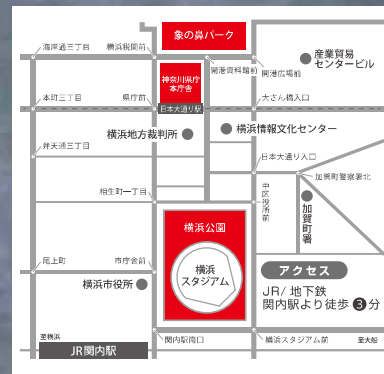 象の鼻パーク
海岸通三丁目
横浜税関前
開港資料館前
開港広場前
産業貿易
センタービル
神奈川県庁
本庁舎
本町三丁目
県庁前
日本大通り駅
大さん橋入口
横浜地方裁判所
横浜情報文化センター
弁天通三丁目
日本大通り入口
加賀町警察署北
相生町一丁目
中区役所前
加賀町署
横浜公園
横浜
スタジアム
尾上町
市庁舎前
横浜市役所
アクセス
JR/ 地下鉄
関内駅より徒歩 3 分
至横浜
JR関内駅
関内駅南口
横浜スタジアム前
至大船